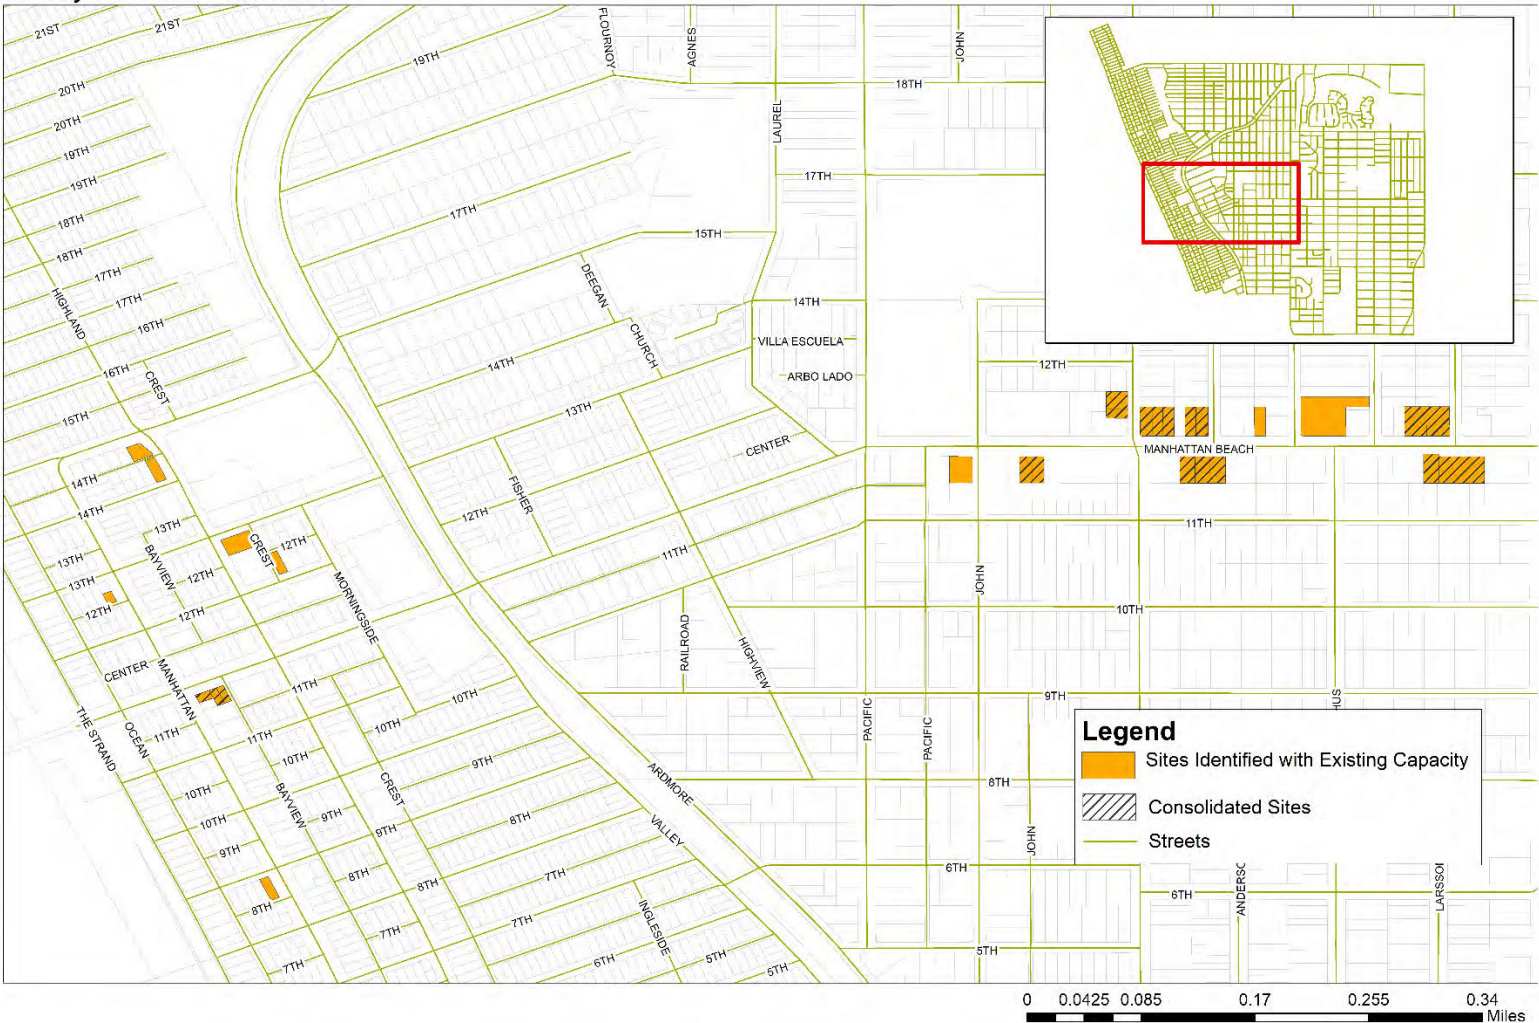 21ST
21ST
20TH
20TH
19TH
19TH
18TH
18TH
17TH
17TH
16TH
16TH
15TH
HIGHLAND
CREST
19TH
FLOURNOY
AGNES
JOHN
18TH
LAUREL
17TH
17TH
15TH
DEEGAN
CHURCH
14TH
14TH
VILLA ESCUELA
ARBO LADO
13TH
CENTER
12TH
FISHER
12TH
11TH
MANHATTAN BEACH
11TH
14TH
14TH
13TH
13TH
13TH
12TH
BAYVIEW
12TH
12TH
CREST
12TH
MORNINGSIDE
CENTER
MANHATTAN
THE STRAND
OCEAN
11TH
11TH
11TH
10TH
10TH
10TH
10TH
10TH
9TH
BAYVIEW
CREST
9TH
9TH
9TH
8TH
8TH
8TH
8TH
7TH
7TH
7TH
7TH
6TH
5TH
5TH
INGLESIDE
VALLEY
ARDMORE
RAILROAD
HIGHVIEW
JOHN
10TH
9TH
PACIFIC
PACIFIC
8TH
JOHN
6TH
6TH
5TH
HUS
ANDERSO
LARSSO
Legend
Sites Identified with Existing Capacity
Consolidated Sites
Streets
0 0.0425 0.085 0.17 0.255 0.34
Miles